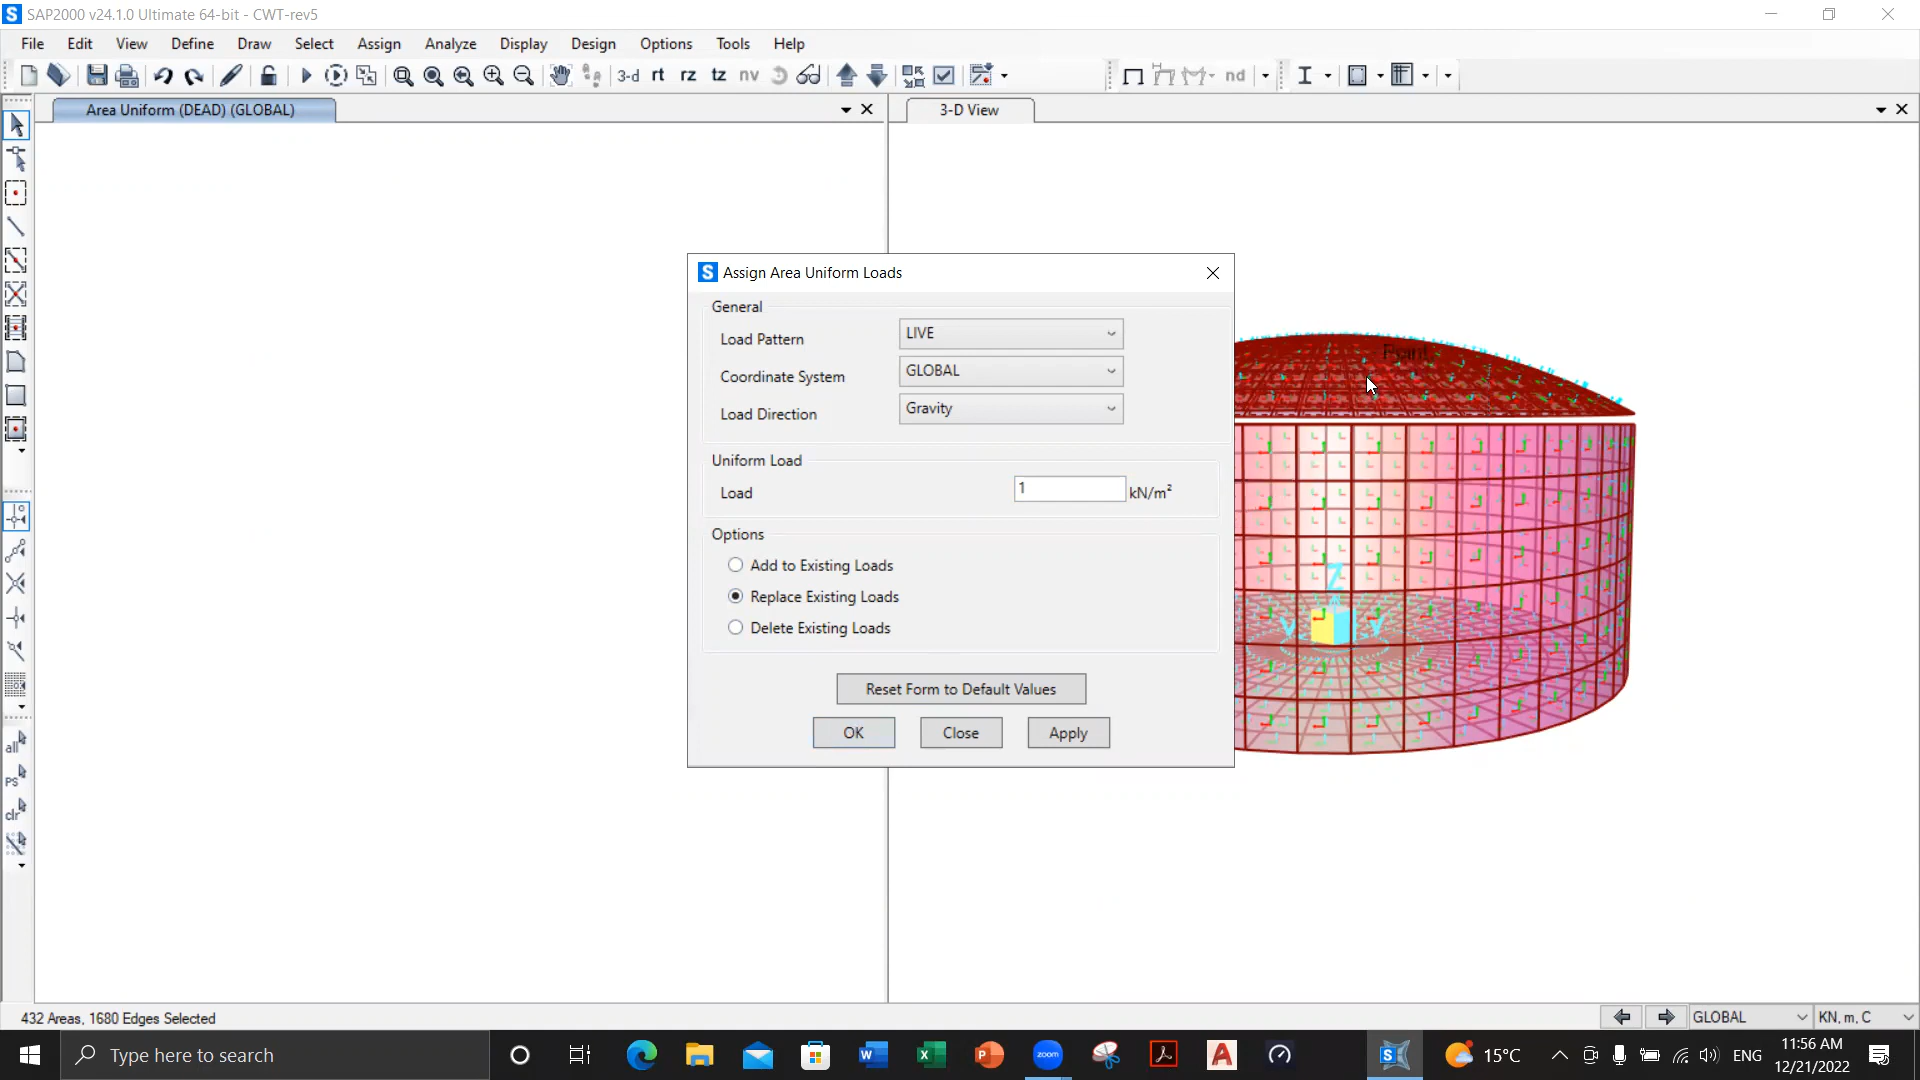 SAP2000 v24.1.0 Ultimate 64-bit - CWT-rev5
File Edit View Define Draw Select Assign Analyze Display Design Options Tools Help
3-d rt rz tz nv nd
Area Uniform (DEAD) (GLOBAL)
3-D View
Assign Area Uniform Loads
General
Load Pattern LIVE
Coordinate System GLOBAL
Load Direction Gravity
Uniform Load
Load 1 kN/m²
Options
Add to Existing Loads
Replace Existing Loads
Delete Existing Loads
Reset Form to Default Values
OK Close Apply
Z
all
PS
clr
432 Areas, 1680 Edges Selected
GLOBAL KN, m, C
Type here to search
zoom
15°C
ENG
11:56 AM
12/21/2022